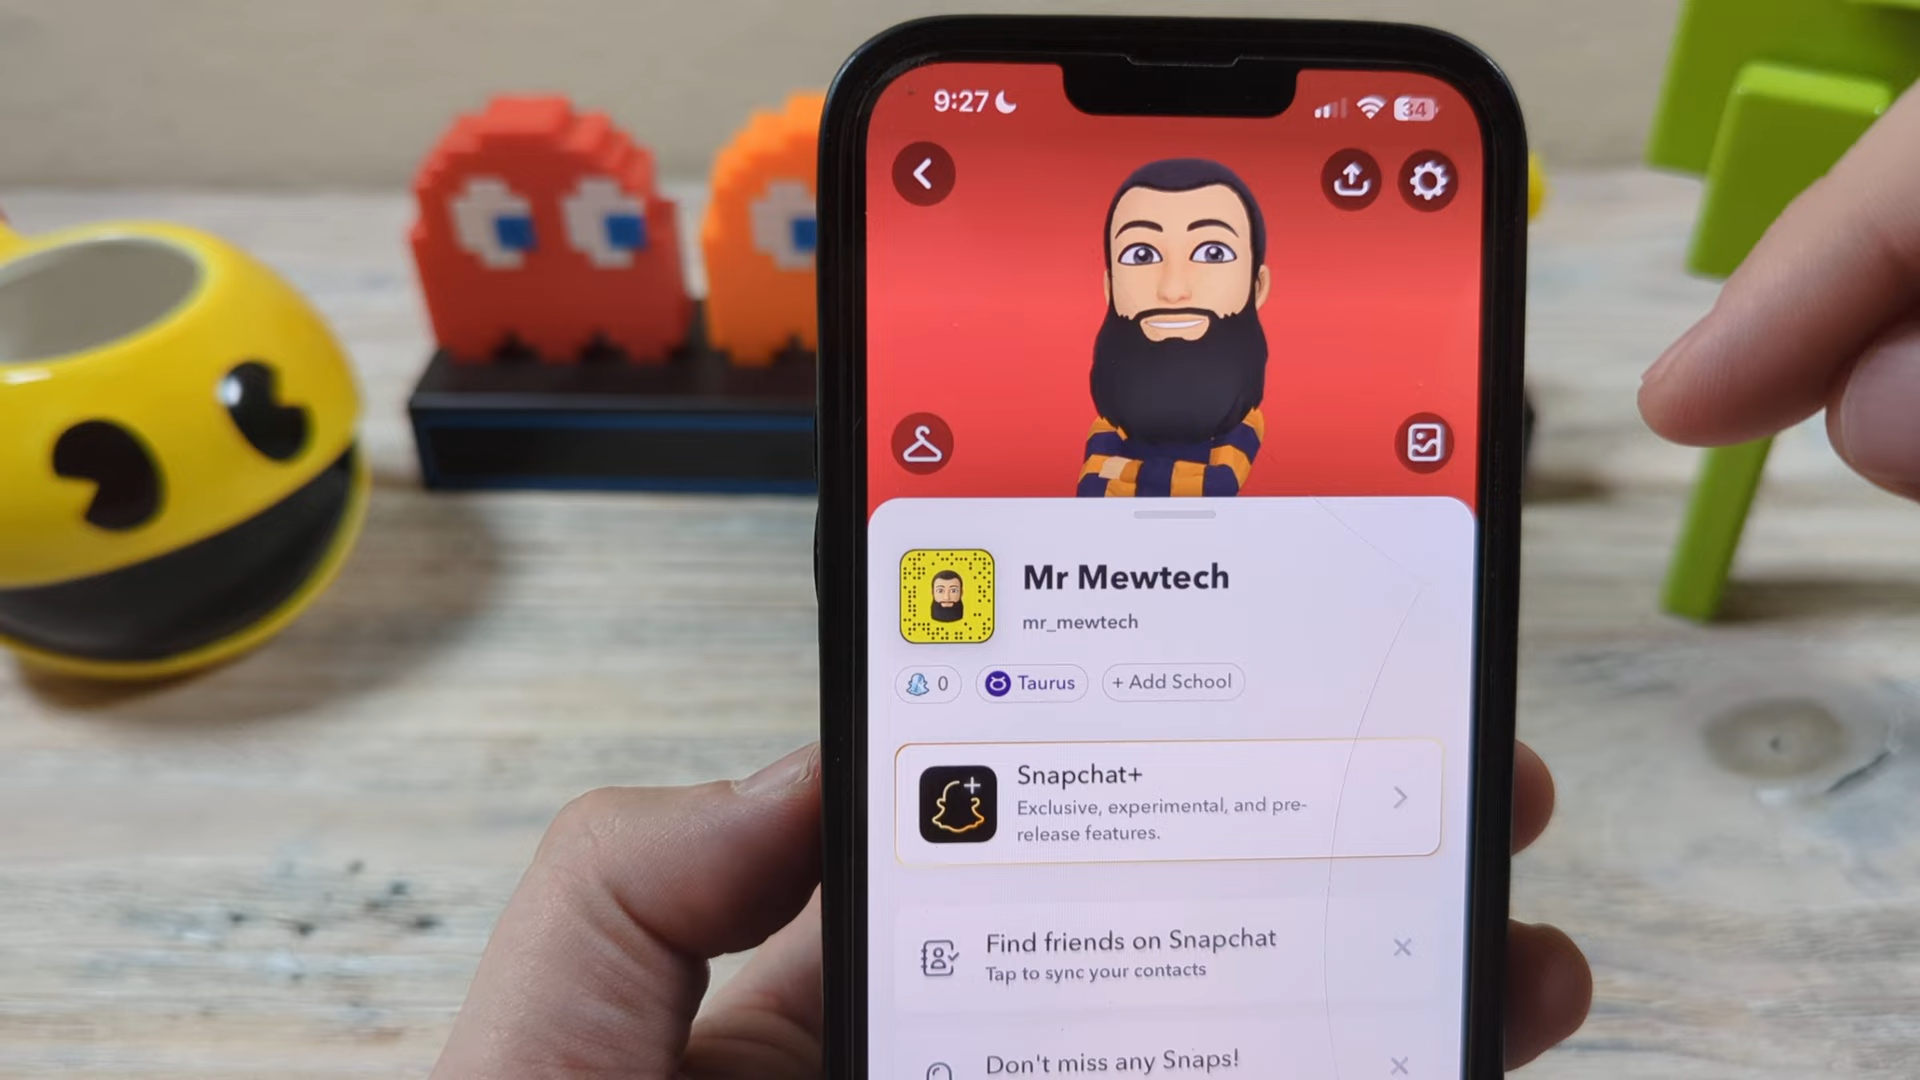 9:27
34
Mr Mewtech
mr_mewtech
0
Taurus
+ Add School
Snapchat+
Exclusive, experimental, and pre-
release features.
Find friends on Snapchat
Tap to sync your contacts
Don't miss any Snaps!